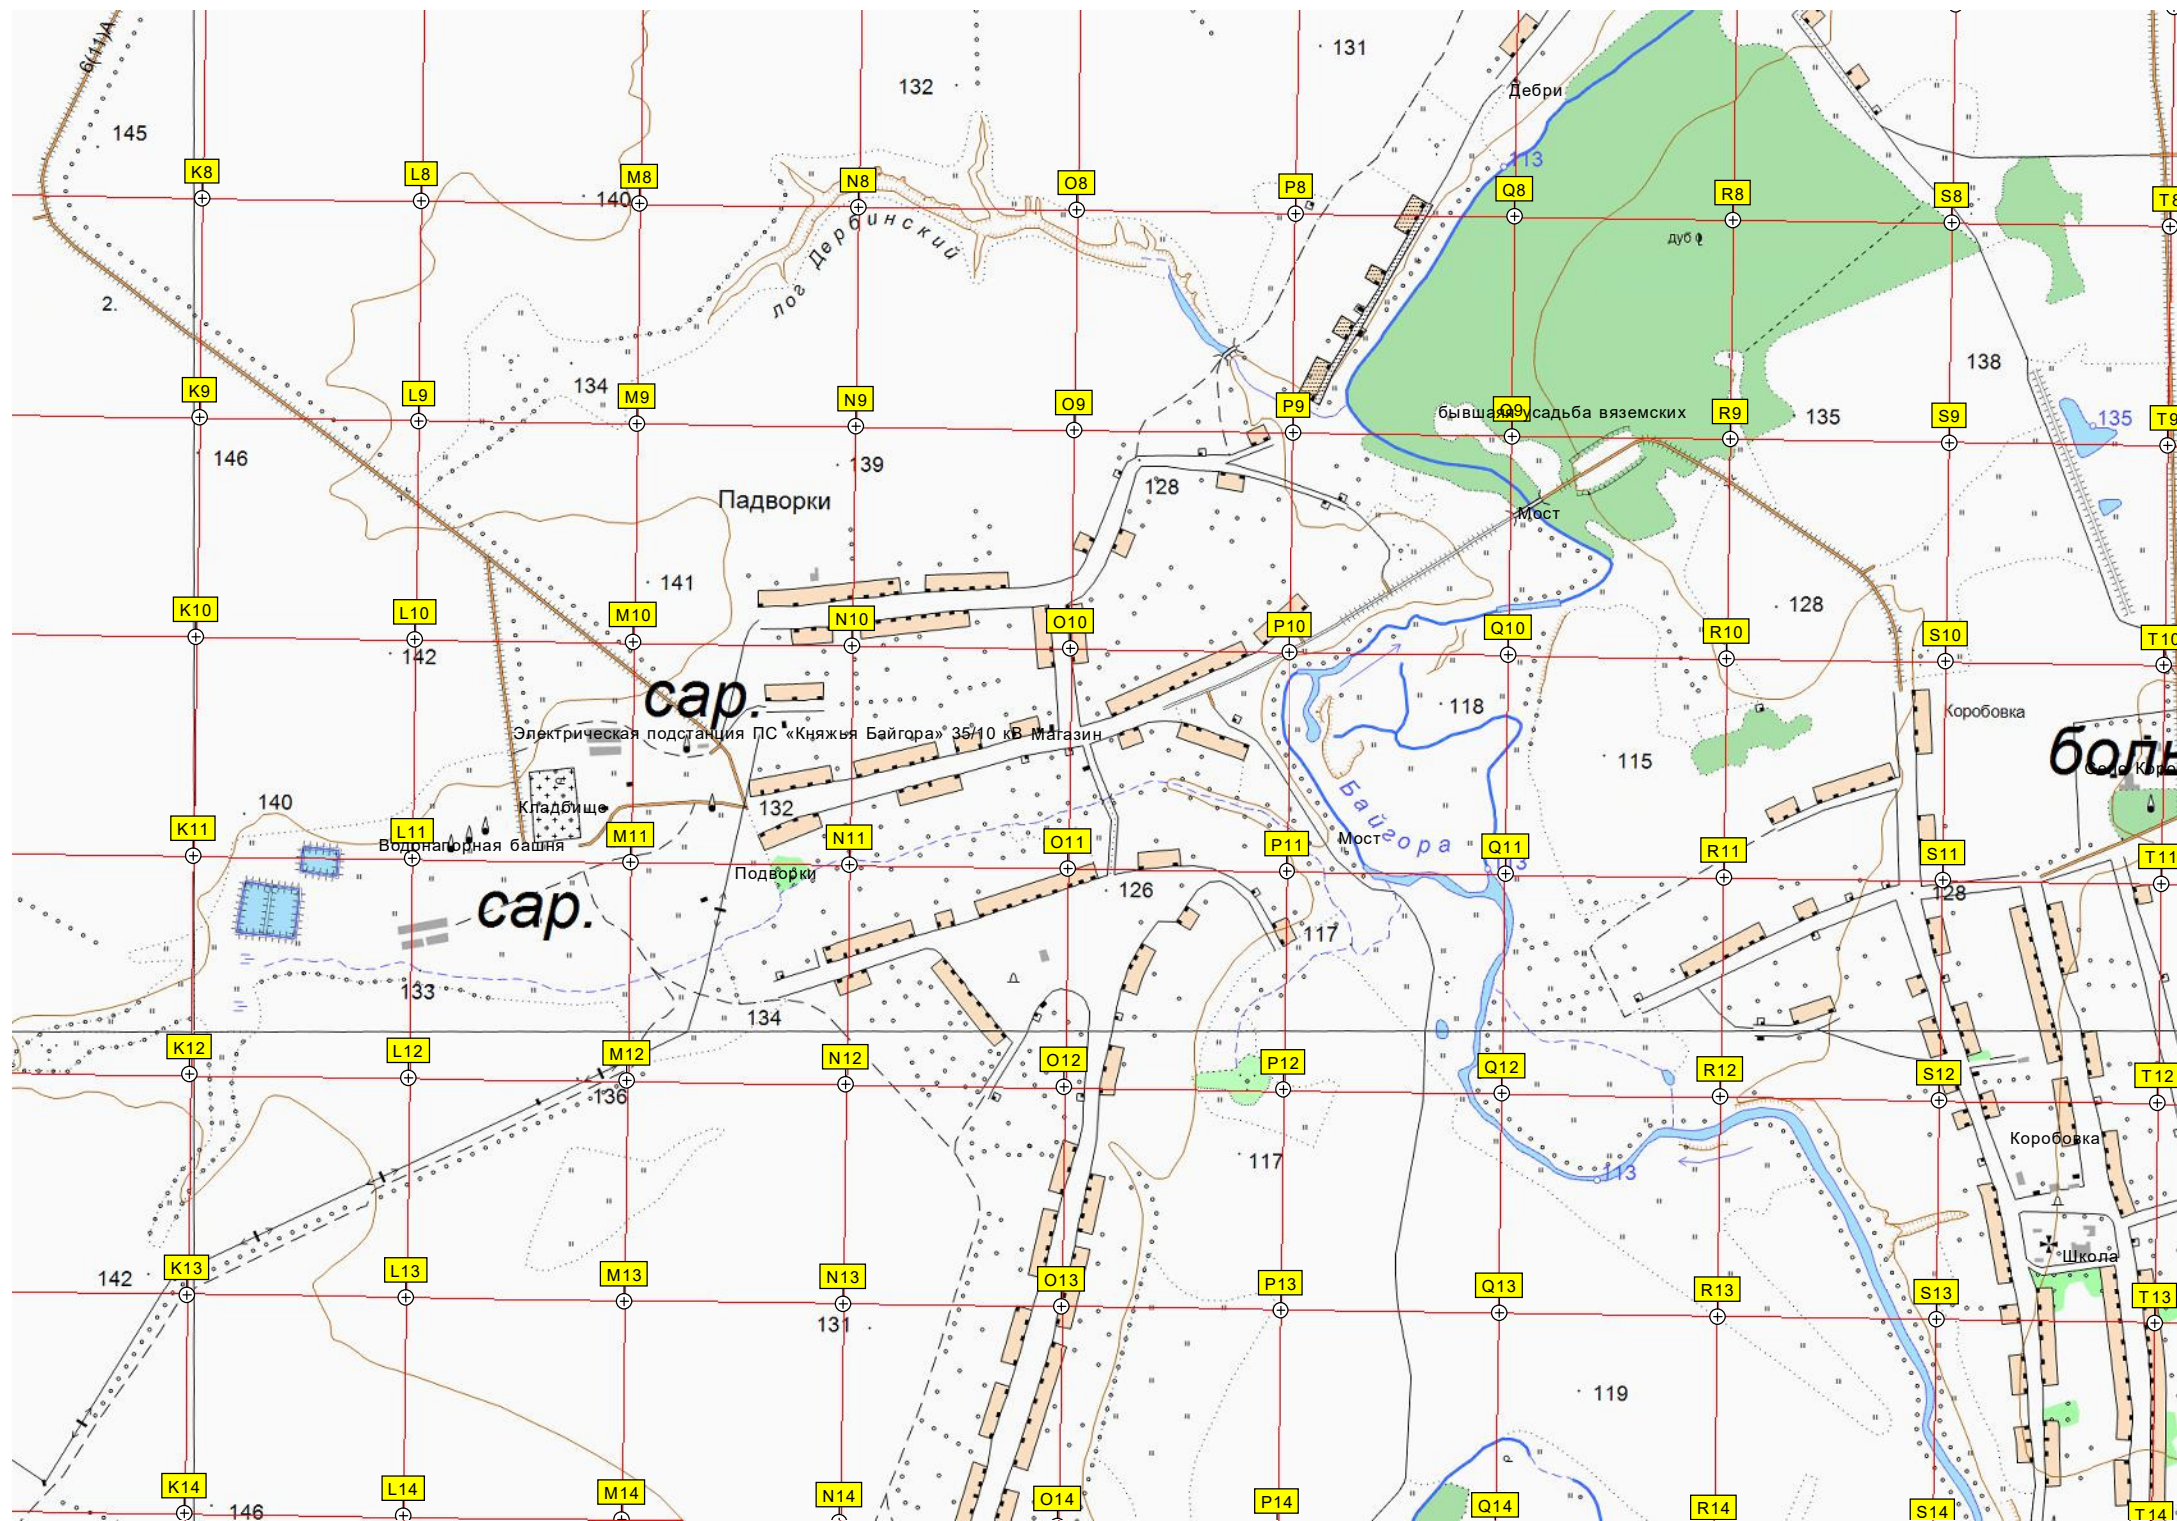 6(11)А
131
132
Дебри
145
113
K8
L8
M8
N8
O8
P8
Q8
R8
S8
T8
140
лог Дербинский
дуб
2.
134
138
K9
L9
M9
N9
O9
P9
Q9
R9
S9
T9
бывшая усадьба вяземских
135
135
146
139
Падворки
128
Мост
141
128
K10
L10
M10
N10
O10
P10
Q10
R10
S10
T10
142
сар.
118
Коробовка
Электрическая подстанция ПС «Княжья Байгора» 35/10 кВ Магазин
115
140
Кладбище
132
Байгора
K11
L11
M11
N11
O11
P11
Q11
R11
S11
T11
Водонапорная башня
Мост
Подворки
126
128
сар.
117
133
134
K12
L12
M12
N12
O12
P12
Q12
R12
S12
T12
136
117
113
Коробовка
Школа
142
K13
L13
M13
N13
O13
P13
Q13
R13
S13
T13
131
119
K14
L14
M14
N14
O14
P14
Q14
R14
S14
T14
146